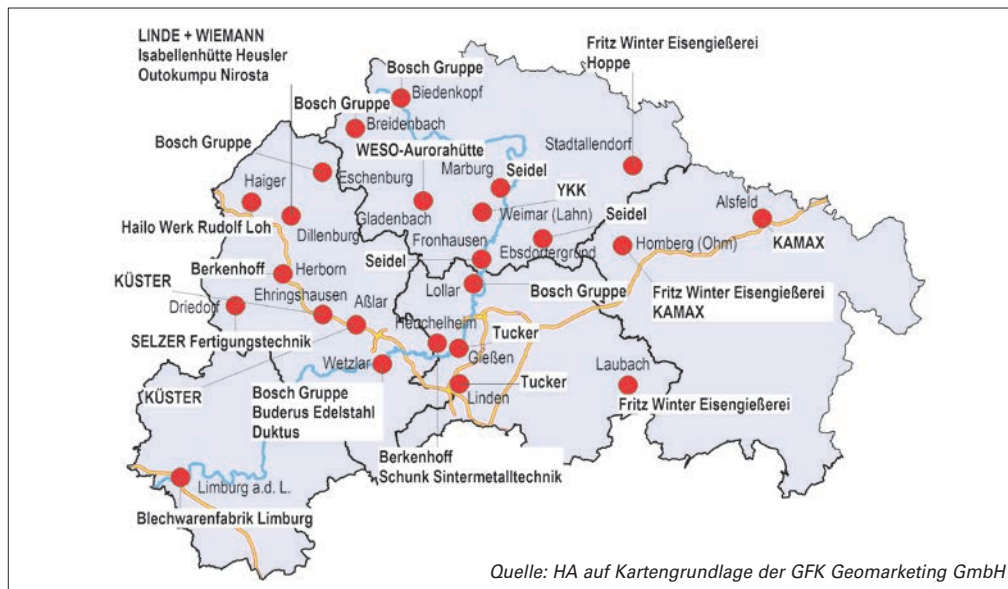 LINDE + WIEMANN
Isabellenhütte Heusler
Outokumpu Nirosta
Fritz Winter Eisengießerei
Hoppe
Bosch Gruppe
Biedenkopf
Bosch Gruppe
Breidenbach
WESO-Aurorahütte
Stadtallendorf
Bosch Gruppe
Marburg
Seidel
Eschenburg
YKK
Haiger
Gladenbach
Weimar (Lahn)
Seidel
Alsfeld
Hailo Werk Rudolf Loh
Dillenburg
Fronhausen
Ebsdorfergrund
Homberg (Ohm)
KAMAX
Seidel
Berkenhoff
Herborn
KÜSTER
Ehringshausen
Aßlar
Lollar
Bosch Gruppe
Fritz Winter Eisengießerei
KAMAX
Driedorf
Heuchelheim
Tucker
SELZER Fertigungstechnik
Gießen
Wetzlar
Laubach
KÜSTER
Bosch Gruppe
Buderus Edelstahl
Duktus
Linden
Tucker
Fritz Winter Eisengießerei
Berkenhoff
Schunk Sintermetalltechnik
Limburg a.d. L.
Blechwarenfabrik Limburg
Quelle: HA auf Kartengrundlage der GFK Geomarketing GmbH